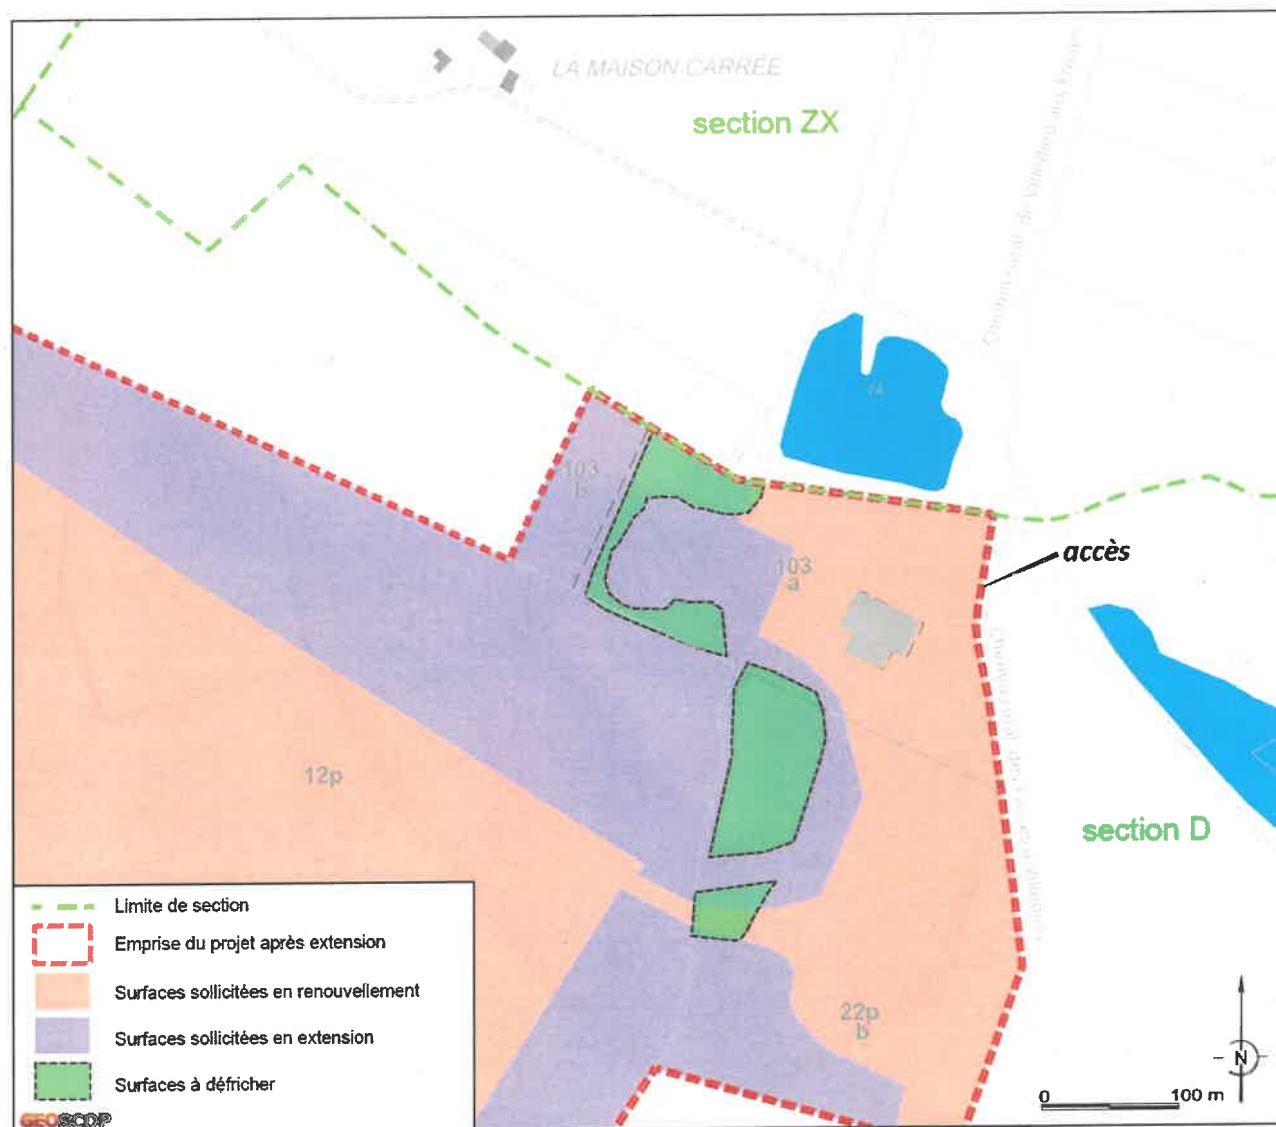 LA MAISON CARRÉE
section ZX
103
b
accès
103
a
12p
section D
22p
b
Limite de section
Emprise du projet après extension
Surfaces sollicitées en renouvellement
Surfaces sollicitées en extension
Surfaces à défricher
N
0 100 m
GEOSCOP